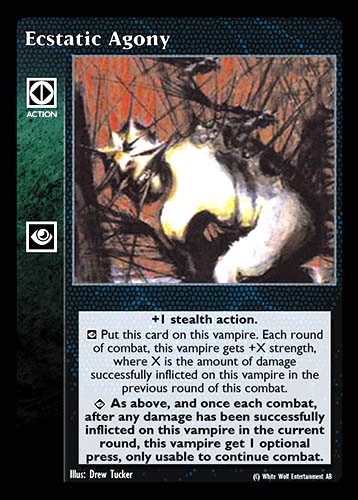 Ecstatic Agony
ACTION
+1 stealth action.
Put this card on this vampire. Each round
of combat, this vampire gets +X strength,
where X is the amount of damage
successfully inflicted on this vampire in the
previous round of this combat.
As above, and once each combat,
after any damage has been successfully
inflicted on this vampire in the current
round, this vampire get 1 optional
press, only usable to continue combat.
Illus: Drew Tucker
(C) White Wolf Entertainment AB